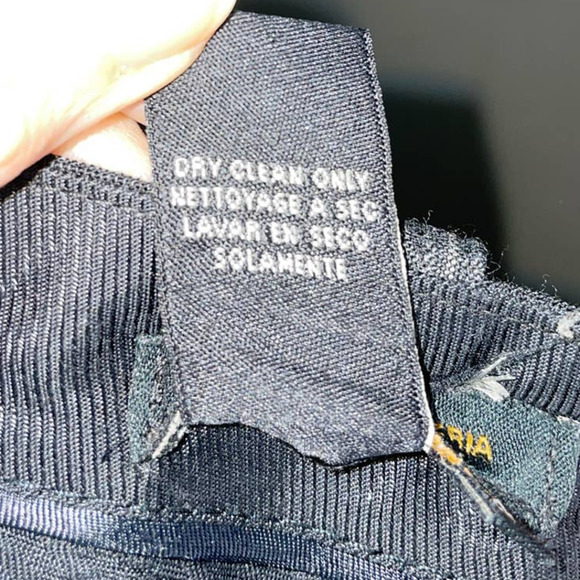 DRY CLEAN ONLY
NETTOYAGE A SEC
LAVAR EN SECO
SOLAMENTE